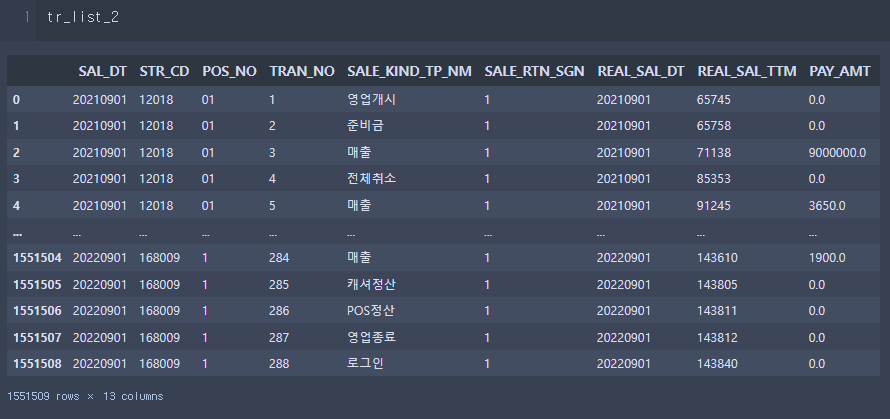 1 tr_list_2
SAL_DT STR_CD POS_NO TRAN_NO SALE_KIND_TP_NM SALE_RTN_SGN REAL_SAL_DT REAL_SAL_TTM PAY_AMT
0 20210901 12018 01 1 영업개시 1 20210901 65745 0.0
1 20210901 12018 01 2 준비금 1 20210901 65758 0.0
2 20210901 12018 01 3 매출 1 20210901 71138 9000000.0
3 20210901 12018 01 4 전체취소 1 20210901 85353 0.0
4 20210901 12018 01 5 매출 1 20210901 91245 3650.0
... ... ... ... ... ... ... ... ... ...
1551504 20220901 168009 1 284 매출 1 20220901 143610 1900.0
1551505 20220901 168009 1 285 캐셔정산 1 20220901 143805 0.0
1551506 20220901 168009 1 286 POS정산 1 20220901 143811 0.0
1551507 20220901 168009 1 287 영업종료 1 20220901 143812 0.0
1551508 20220901 168009 1 288 로그인 1 20220901 143840 0.0
1551509 rows × 13 columns